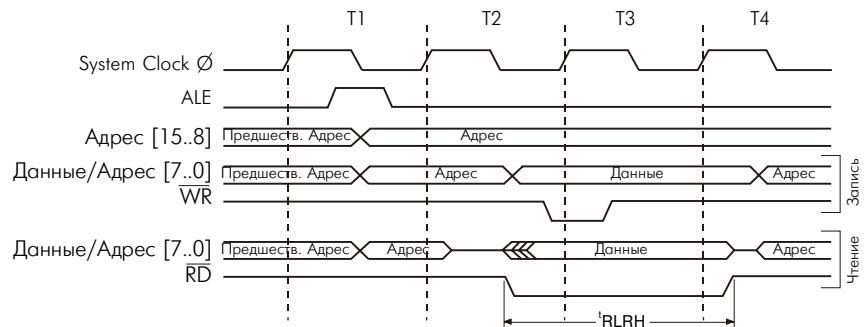 T1 T2 T3 T4
System Clock Ø
ALE
Адрес [15..8] Предшеств. Адрес Адрес
Данные/Адрес [7..0] Предшеств. Адрес Адрес Данные Адрес
WR
Запись
Данные/Адрес [7..0] Предшеств. Адрес Адрес Данные Адрес
RD
Чтение
tRLRH